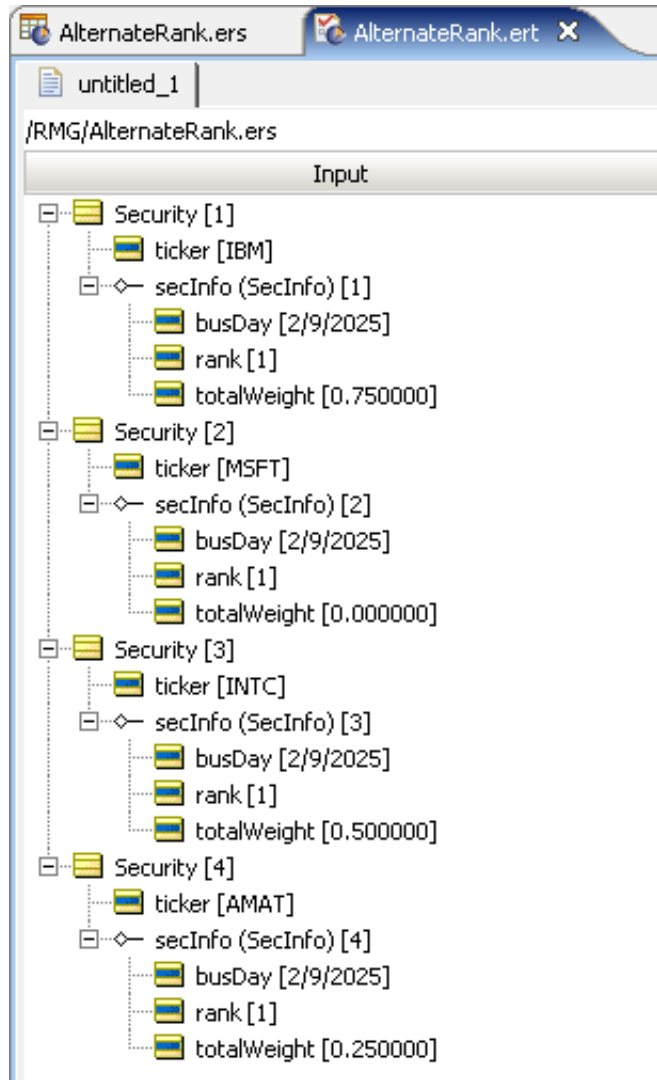 AlternateRank.ers AlternateRank.ert
untitled_1
/RMG/AlternateRank.ers
Input
Security [1]
ticker [IBM]
secInfo (SecInfo) [1]
busDay [2/9/2025]
rank [1]
totalWeight [0.750000]
Security [2]
ticker [MSFT]
secInfo (SecInfo) [2]
busDay [2/9/2025]
rank [1]
totalWeight [0.000000]
Security [3]
ticker [INTC]
secInfo (SecInfo) [3]
busDay [2/9/2025]
rank [1]
totalWeight [0.500000]
Security [4]
ticker [AMAT]
secInfo (SecInfo) [4]
busDay [2/9/2025]
rank [1]
totalWeight [0.250000]